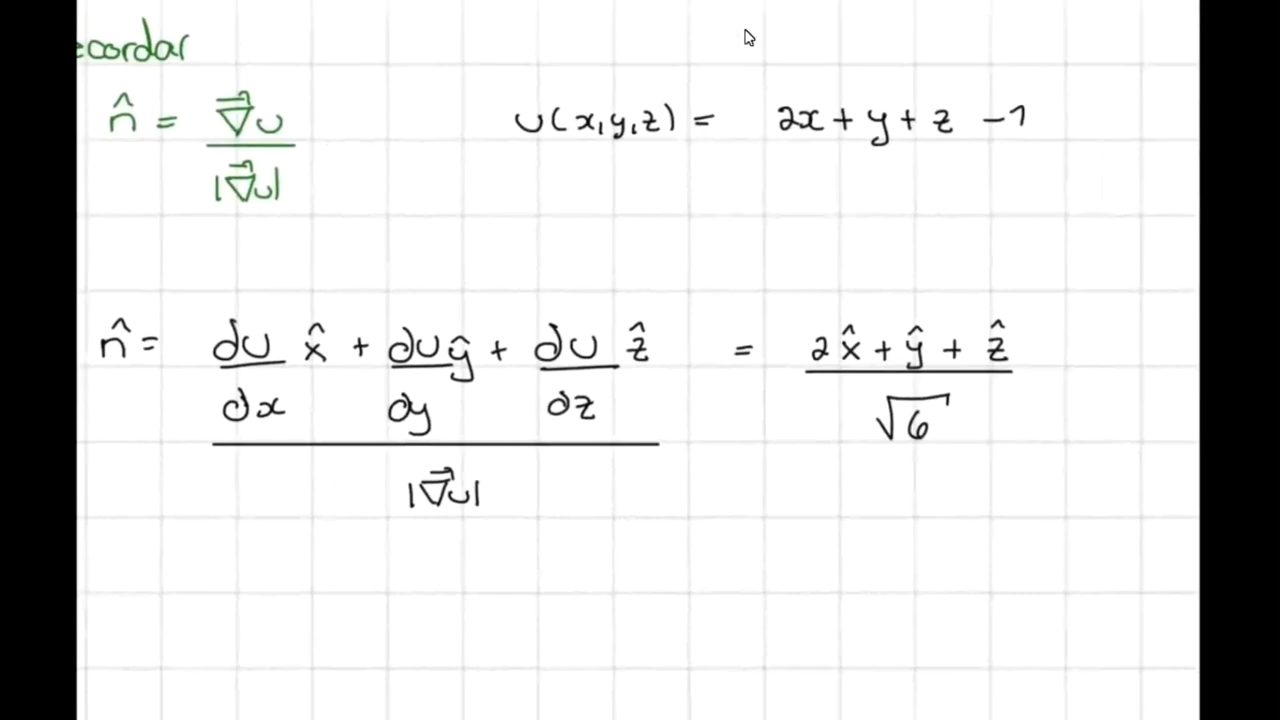 ecordar
n̂ = ∇⃗U / |∇⃗U|    U(x,y,z) = 2x + y + z - 1
n̂ = (∂U/∂x x̂ + ∂U/∂y ŷ + ∂U/∂z ẑ) / |∇⃗U| = (2x̂ + ŷ + ẑ) / √6